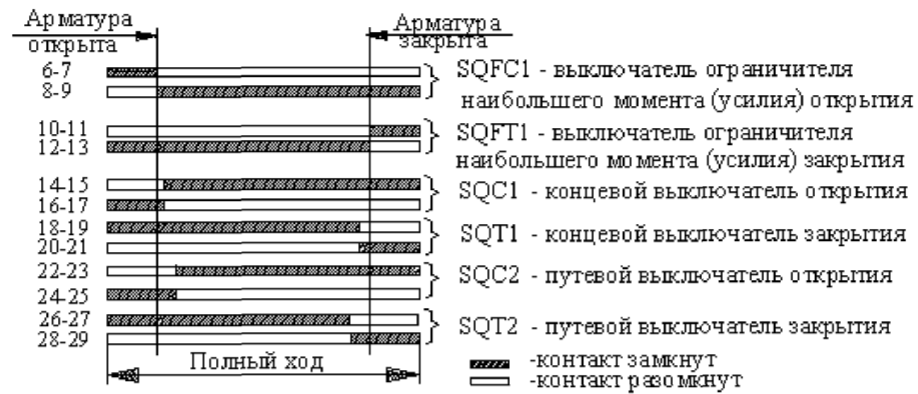 Арматура
открыта
Арматура
закрыта
6-7
8-9
SQFC1 - выключатель ограничителя
наибольшего момента (усилия) открытия
10-11
12-13
SQFT1 - выключатель ограничителя
наибольшего момента (усилия) закрытия
14-15
16-17
SQC1 - концевой выключатель открытия
18-19
20-21
SQT1 - концевой выключатель закрытия
22-23
24-25
SQC2 - путевой выключатель открытия
26-27
28-29
SQT2 - путевой выключатель закрытия
Полный ход
-контакт замкнут
-контакт разомкнут